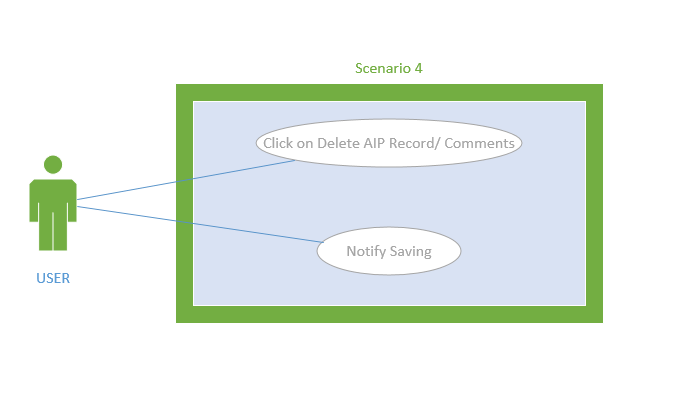 Scenario 4
Click on Delete AIP Record/ Comments
Notify Saving
USER